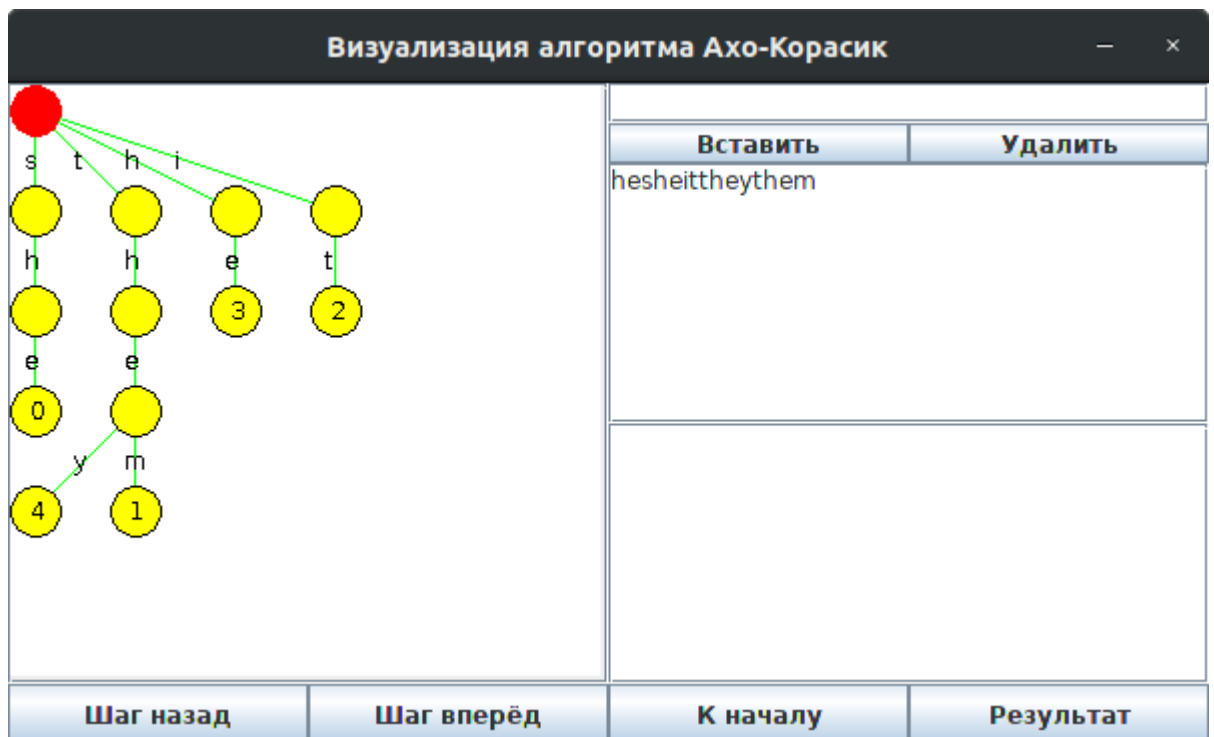 Визуализация алгоритма Ахо-Корасик
s t h i
h h e t
3 2
e e
0
y m
4 1
Вставить Удалить
hesheittheythem
Шаг назад Шаг вперёд К началу Результат